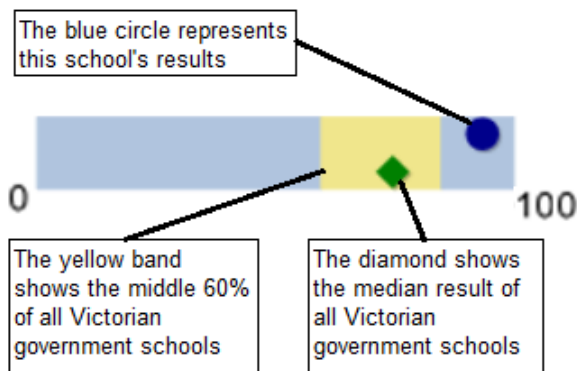 The blue circle represents
this school's results
0
100
The yellow band
shows the middle 60%
of all Victorian
government schools
The diamond shows
the median result of
all Victorian
government schools